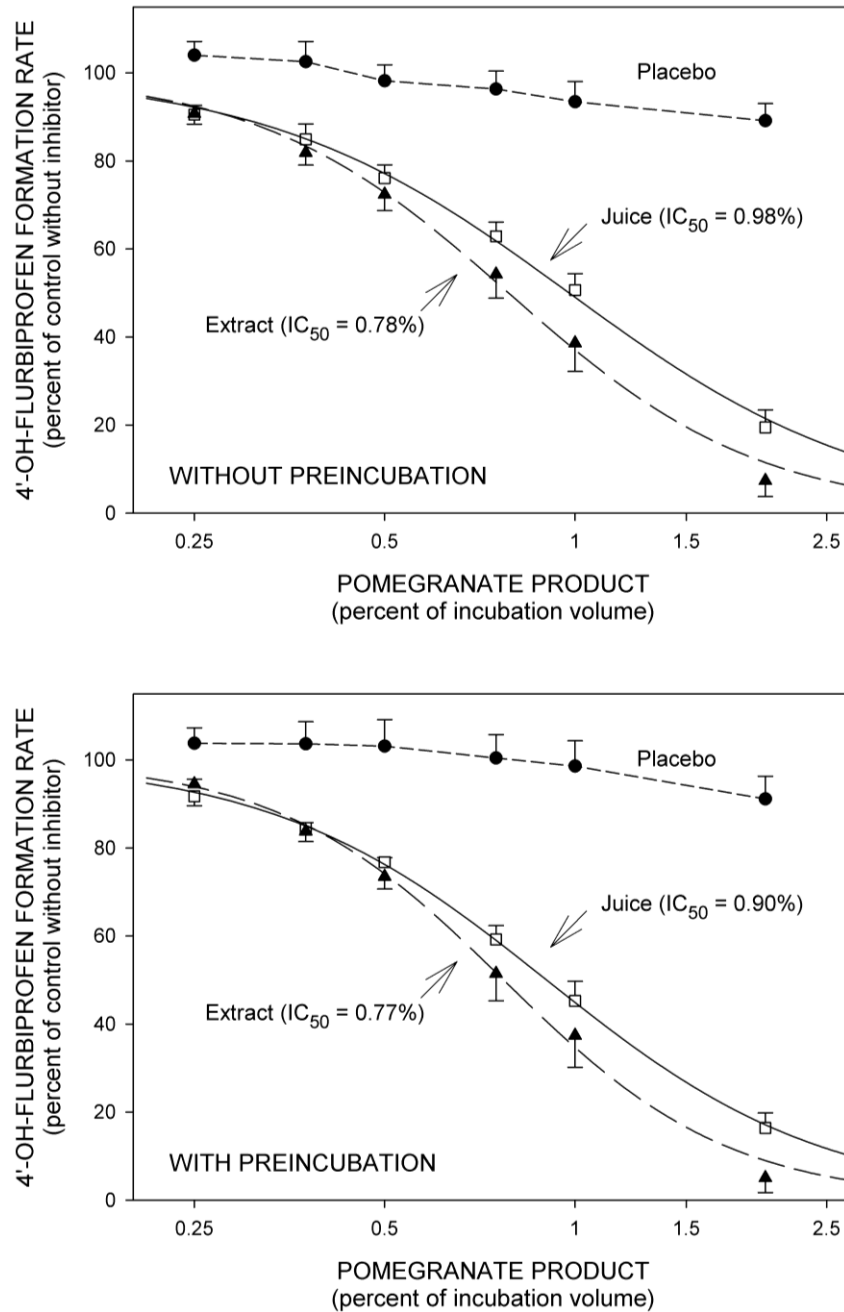 4'-OH-FLURBIPROFEN FORMATION RATE
(percent of control without inhibitor)
100
80
60
40
20
0
Placebo
Juice (IC50 = 0.98%)
Extract (IC50 = 0.78%)
WITHOUT PREINCUBATION
0.25 0.5 1 1.5 2.5
POMEGRANATE PRODUCT
(percent of incubation volume)
4'-OH-FLURBIPROFEN FORMATION RATE
(percent of control without inhibitor)
100
80
60
40
20
0
Placebo
Juice (IC50 = 0.90%)
Extract (IC50 = 0.77%)
WITH PREINCUBATION
0.25 0.5 1 1.5 2.5
POMEGRANATE PRODUCT
(percent of incubation volume)